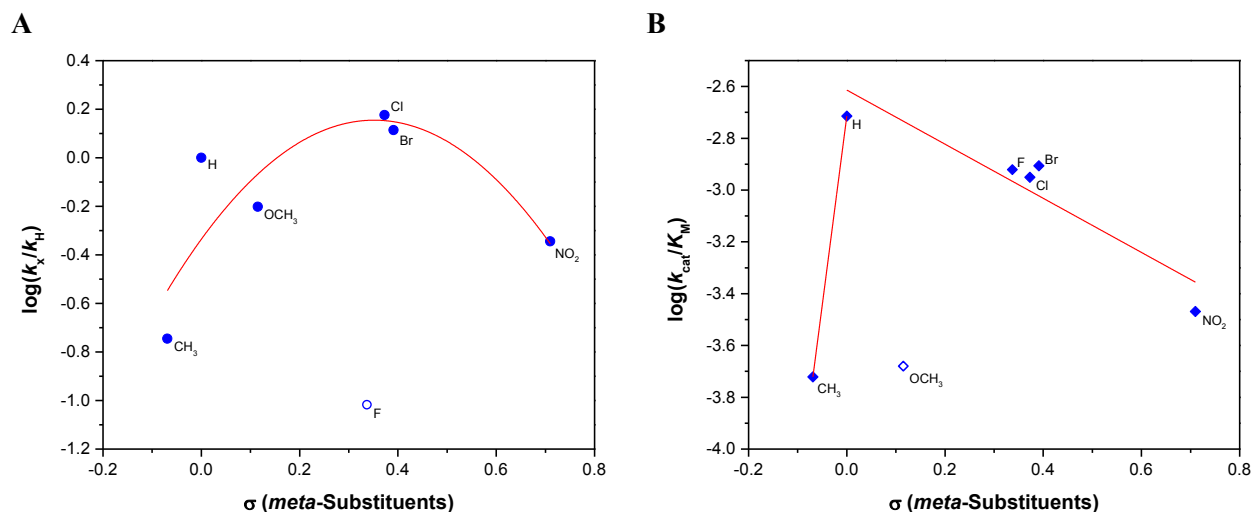 A
log(kₓ/k_H)
0.4
0.2
0.0
-0.2
-0.4
-0.6
-0.8
-1.0
-1.2
Cl
Br
H
OCH₃
NO₂
CH₃
F
-0.2 0.0 0.2 0.4 0.6 0.8
σ (meta-Substituents)
B
log(k_cat/K_M)
-2.6
-2.8
-3.0
-3.2
-3.4
-3.6
-3.8
-4.0
H
F
Br
Cl
NO₂
OCH₃
CH₃
-0.2 0.0 0.2 0.4 0.6 0.8
σ (meta-Substituents)